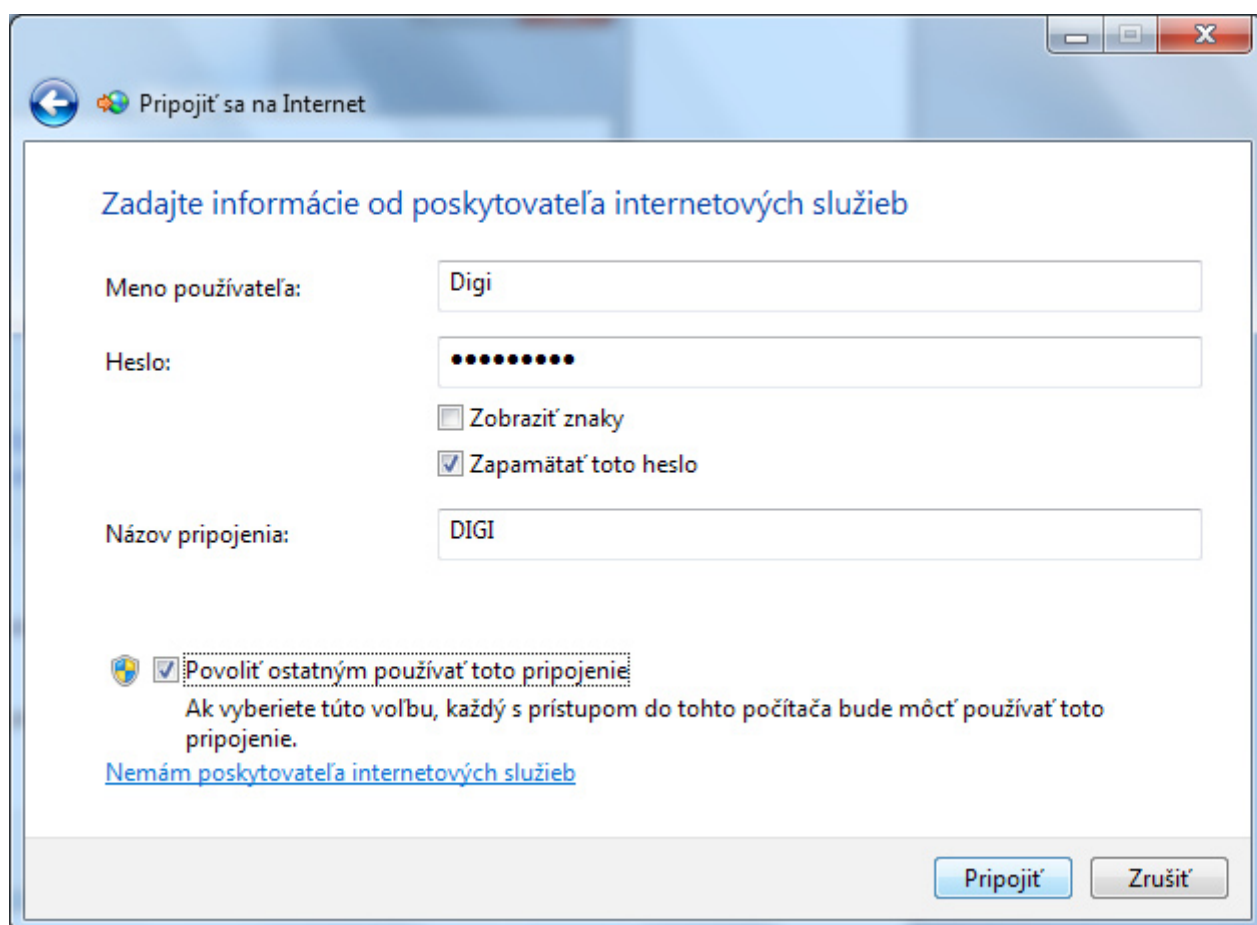 Pripojiť sa na Internet
Zadajte informácie od poskytovateľa internetových služieb
Meno používateľa:
Digi
Heslo:
●●●●●●●●●
Zobraziť znaky
Zapamätať toto heslo
Názov pripojenia:
DIGI
Povoliť ostatným používať toto pripojenie
Ak vyberiete túto voľbu, každý s prístupom do tohto počítača bude môcť používať toto
pripojenie.
Nemám poskytovateľa internetových služieb
Pripojiť
Zrušiť